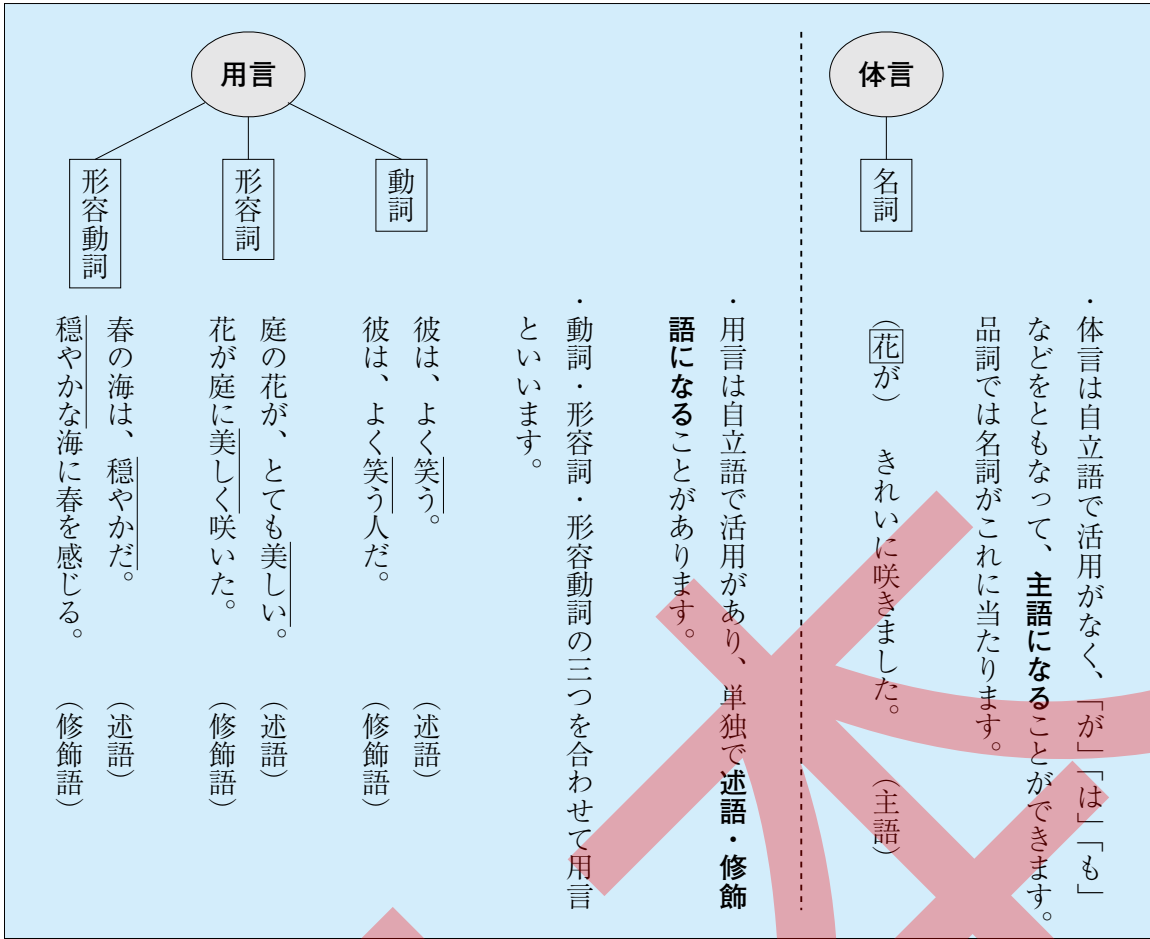 体言
名詞
・体言は自立語で活用がなく、「が」「は」「も」
などをともなって、主語になることができます。
品詞では名詞がこれに当たります。
（花が）　きれいに咲きました。　（主語）
用言
・用言は自立語で活用があり、単独で述語・修飾
語になることがあります。
・動詞・形容詞・形容動詞の三つを合わせて用言
といいます。
動詞
彼は、よく笑う。　（述語）
彼は、よく笑う人だ。　（修飾語）
形容詞
庭の花が、とても美しい。　（述語）
花が庭に美しく咲いた。　（修飾語）
形容動詞
春の海は、穏やかだ。　（述語）
穏やかな海に春を感じる。　（修飾語）